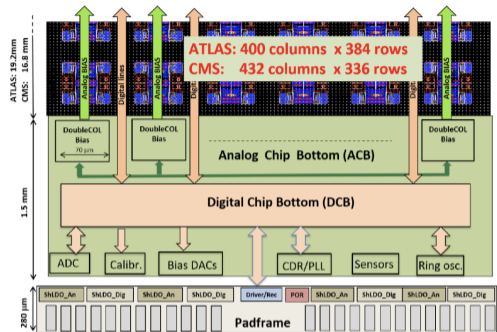 ATLAS: 19.2mm
CMS: 16.8 mm
ATLAS: 400 columns x 384 rows
CMS: 432 columns x 336 rows
Analog BIAS
Digital lines
Analog BIAS
Digit
Digit
Analog BIAS
DoubleCOL
Bias
70 µm
DoubleCOL
Bias
DoubleCOL
Bias
Analog Chip Bottom (ACB)
1.5 mm
Digital Chip Bottom (DCB)
ADC
Calibr.
Bias DACs
CDR/PLL
Sensors
Ring osc.
280 µm
ShLDO_An
ShLDO_Dig
ShLDO_An
ShLDO_Dig
Driver/Rec
POR
ShLDO_An
ShLDO_Dig
ShLDO_An
ShLDO_Dig
Padframe